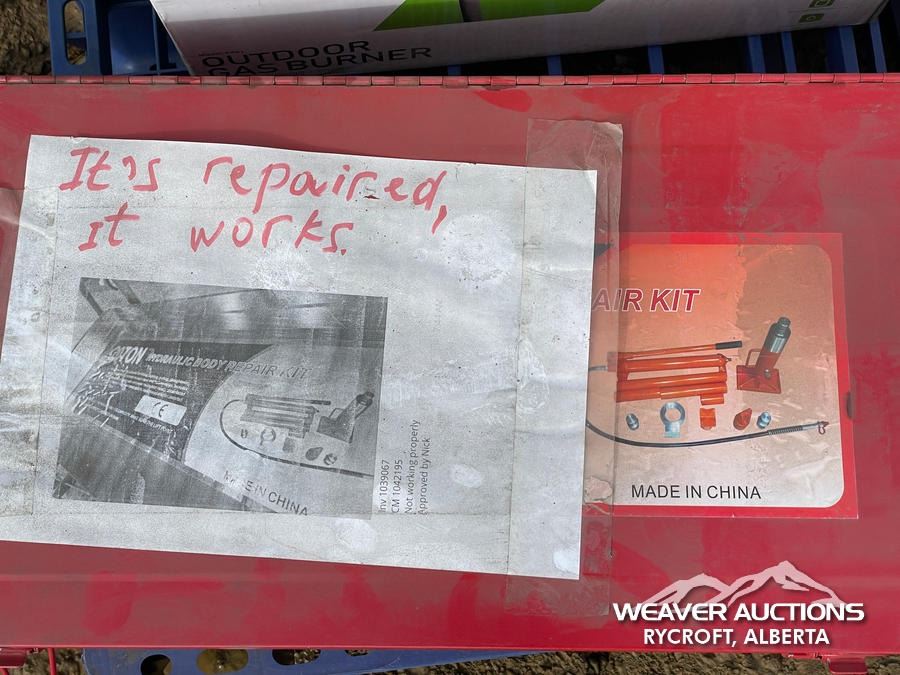 OUTDOOR
GAS BURNER
It's repaired,
it works.
HYDRAULIC BODY REPAIR KIT
CE
MADE IN CHINA
Inv 1039067
CM 1042195
Not working properly
Approved by Nick
AIR KIT
MADE IN CHINA
WEAVER AUCTIONS
RYCROFT, ALBERTA